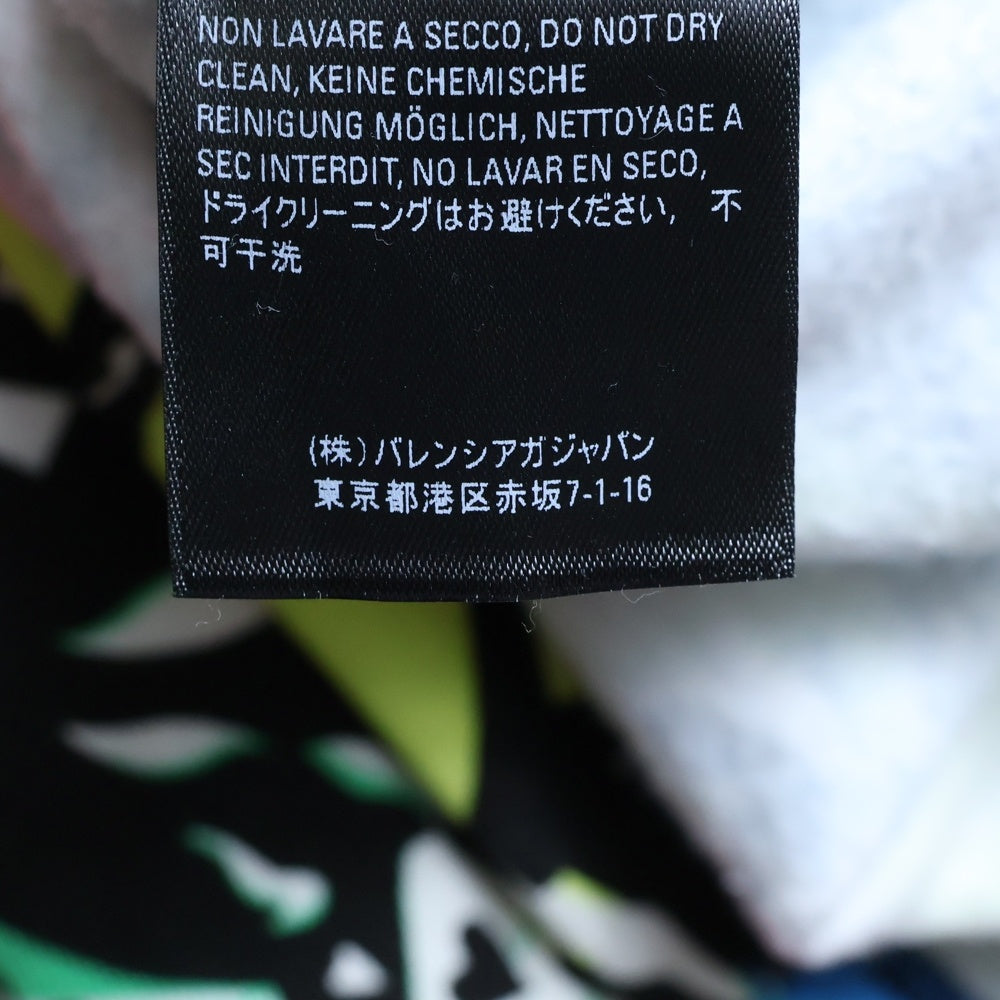 NON LAVARE A SECCO, DO NOT DRY
CLEAN, KEINE CHEMISCHE
REINIGUNG MÖGLICH, NETTOYAGE A
SEC INTERDIT, NO LAVAR EN SECO,
ドライクリーニングはお避けください, 不
可干洗
(株)バレンシアガジャパン
東京都港区赤坂7-1-16